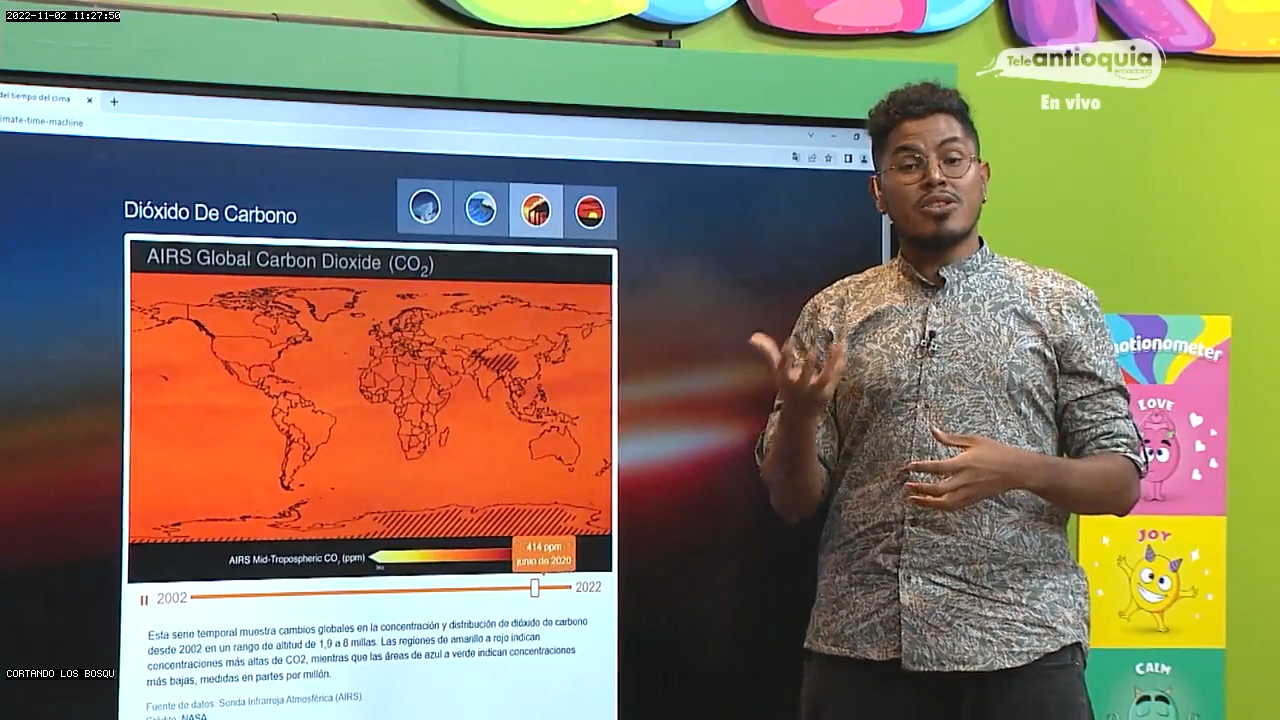 2022-11-02 11:27:50
Teleantioquia
En vivo
del tiempo del clima
imate-time-machine
Dióxido De Carbono
AIRS Global Carbon Dioxide (CO2)
AIRS Mid-Tropospheric CO2 (ppm)
414 ppm
junio de 2020
2002
2022
Esta serie temporal muestra cambios globales en la concentración y distribución de dióxido de carbono
desde 2002 en un rango de altitud de 1,9 a 8 millas. Las regiones de amarillo a rojo indican
concentraciones más altas de CO2, mientras que las áreas de azul a verde indican concentraciones
más bajas, medidas en partes por millón.
Fuente de datos: Sonda Infrarroja Atmosférica (AIRS).
Crédito: NASA
otionometer
LOVE
JOY
CALM
CORTANDO LOS BOSQU